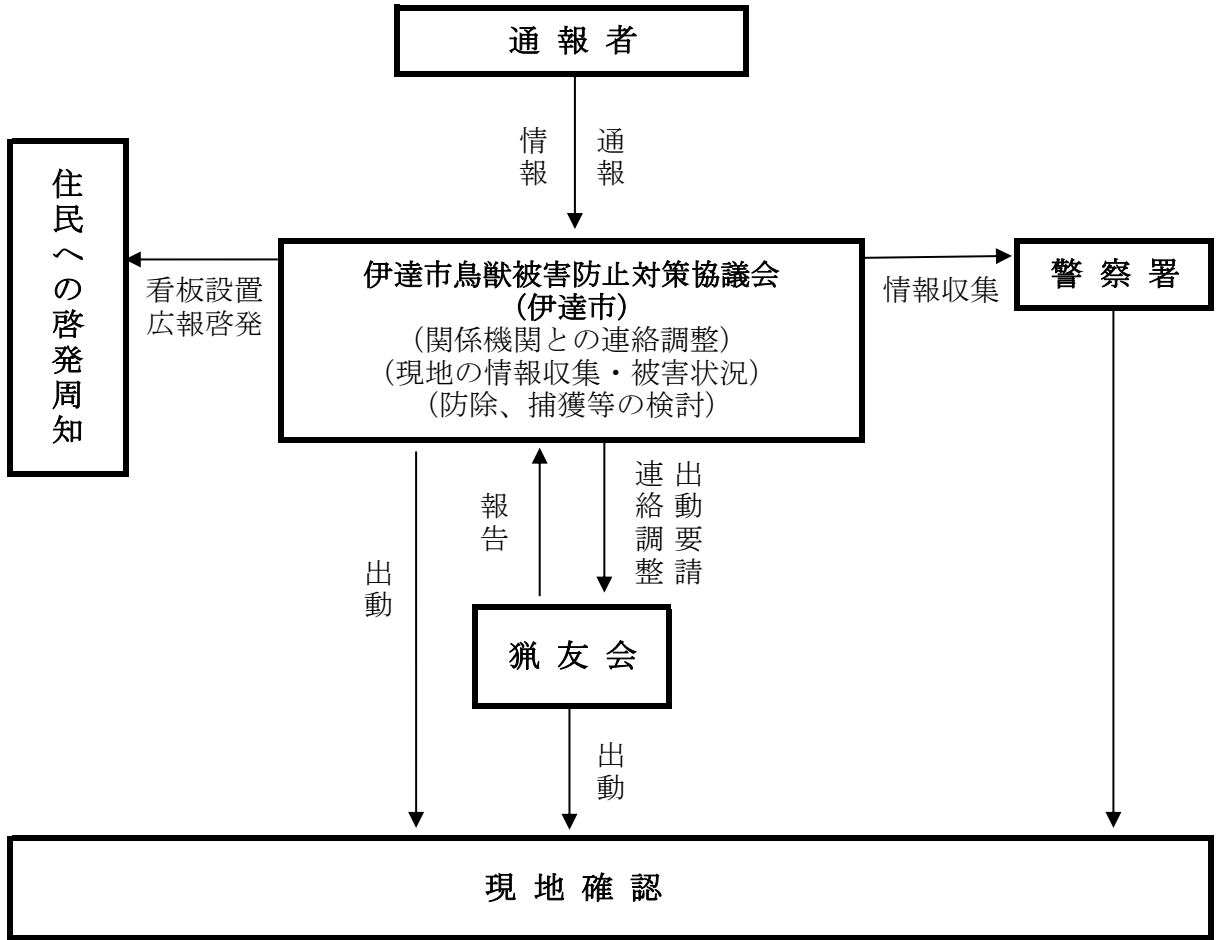 通報者
情報
通報
住民への啓発周知
看板設置
広報啓発
伊達市鳥獣被害防止対策協議会
(伊達市)
（関係機関との連絡調整）
（現地の情報収集・被害状況）
（防除、捕獲等の検討）
情報収集
警察署
報告
出動要請
連絡調整
出動
猟友会
出動
現地確認